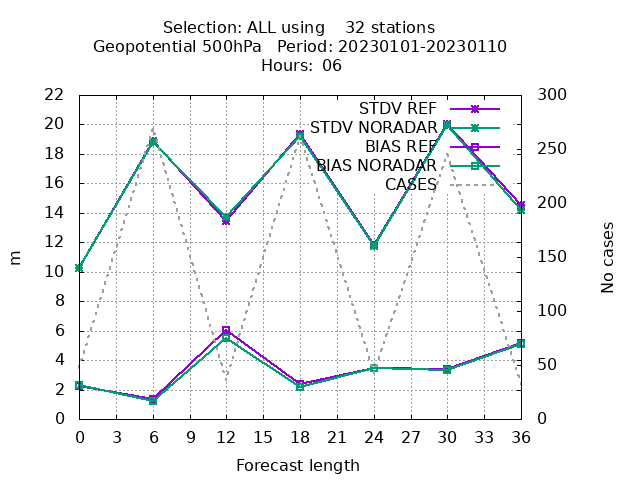 Selection: ALL using    32 stations
Geopotential 500hPa   Period: 20230101-20230110
Hours: 06
STDV REF
STDV NORADAR
BIAS REF
BIAS NORADAR
CASES
22
20
18
16
14
12
10
8
6
4
2
0
m
300
250
200
150
100
50
0
No cases
0 3 6 9 12 15 18 21 24 27 30 33 36
Forecast length